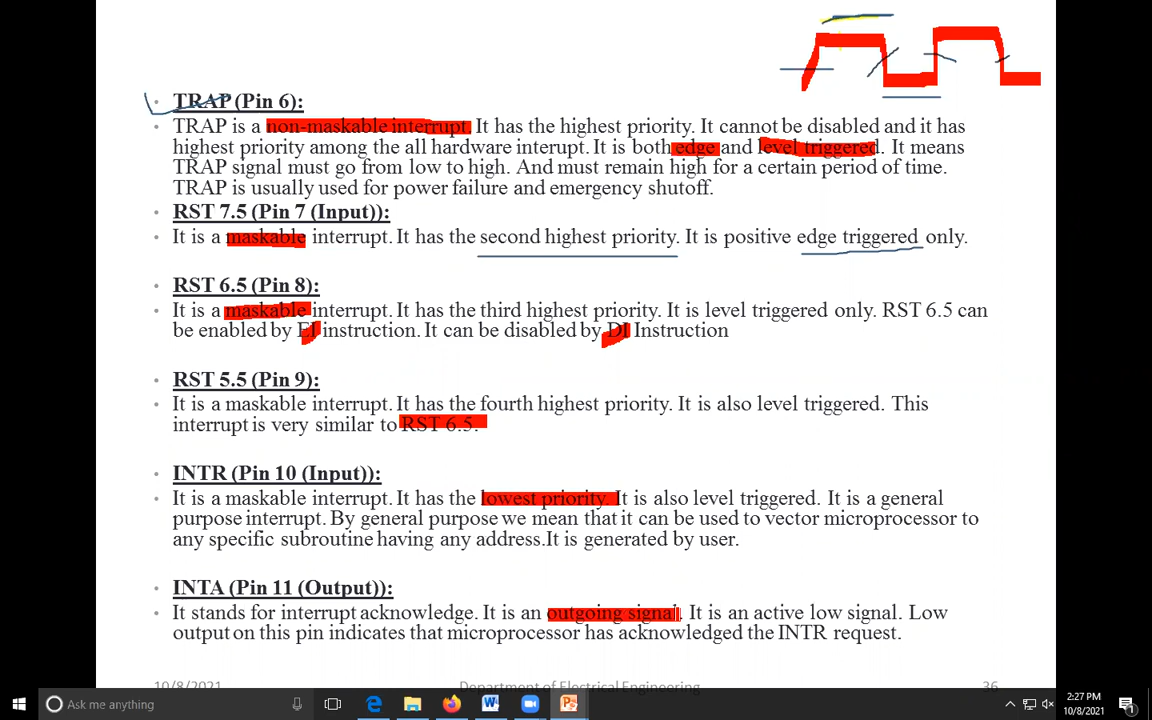 TRAP (Pin 6):
TRAP is a non-maskable interrupt. It has the highest priority. It cannot be disabled and it has
highest priority among the all hardware interupt. It is both edge and level triggered. It means
TRAP signal must go from low to high. And must remain high for a certain period of time.
TRAP is usually used for power failure and emergency shutoff.
RST 7.5 (Pin 7 (Input)):
It is a maskable interrupt. It has the second highest priority. It is positive edge triggered only.
RST 6.5 (Pin 8):
It is a maskable interrupt. It has the third highest priority. It is level triggered only. RST 6.5 can
be enabled by EI instruction. It can be disabled by DI Instruction
RST 5.5 (Pin 9):
It is a maskable interrupt. It has the fourth highest priority. It is also level triggered. This
interrupt is very similar to RST 6.5.
INTR (Pin 10 (Input)):
It is a maskable interrupt. It has the lowest priority. It is also level triggered. It is a general
purpose interrupt. By general purpose we mean that it can be used to vector microprocessor to
any specific subroutine having any address.It is generated by user.
INTA (Pin 11 (Output)):
It stands for interrupt acknowledge. It is an outgoing signal. It is an active low signal. Low
output on this pin indicates that microprocessor has acknowledged the INTR request.
10/8/2021 Department of Electrical Engineering 36
Ask me anything
2:27 PM
10/8/2021
1